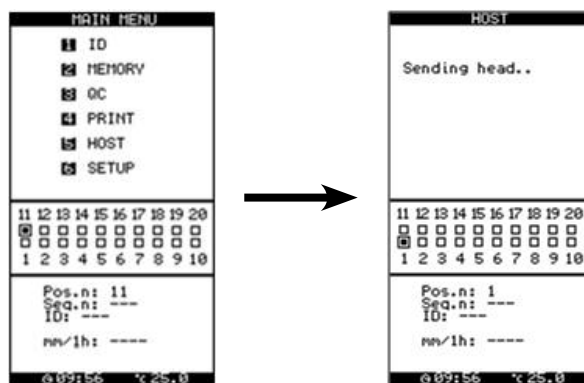 MAIN MENU
1 ID
2 MEMORY
3 QC
4 PRINT
5 HOST
6 SETUP
11 12 13 14 15 16 17 18 19 20
1 2 3 4 5 6 7 8 9 10
Pos.n: 11
Seq.n: ---
ID: ---
mm/1h: ----
09:56 °C 25.0
HOST
Sending head..
11 12 13 14 15 16 17 18 19 20
1 2 3 4 5 6 7 8 9 10
Pos.n: 1
Seq.n: ---
ID: ---
mm/1h: ----
09:56 °C 25.0